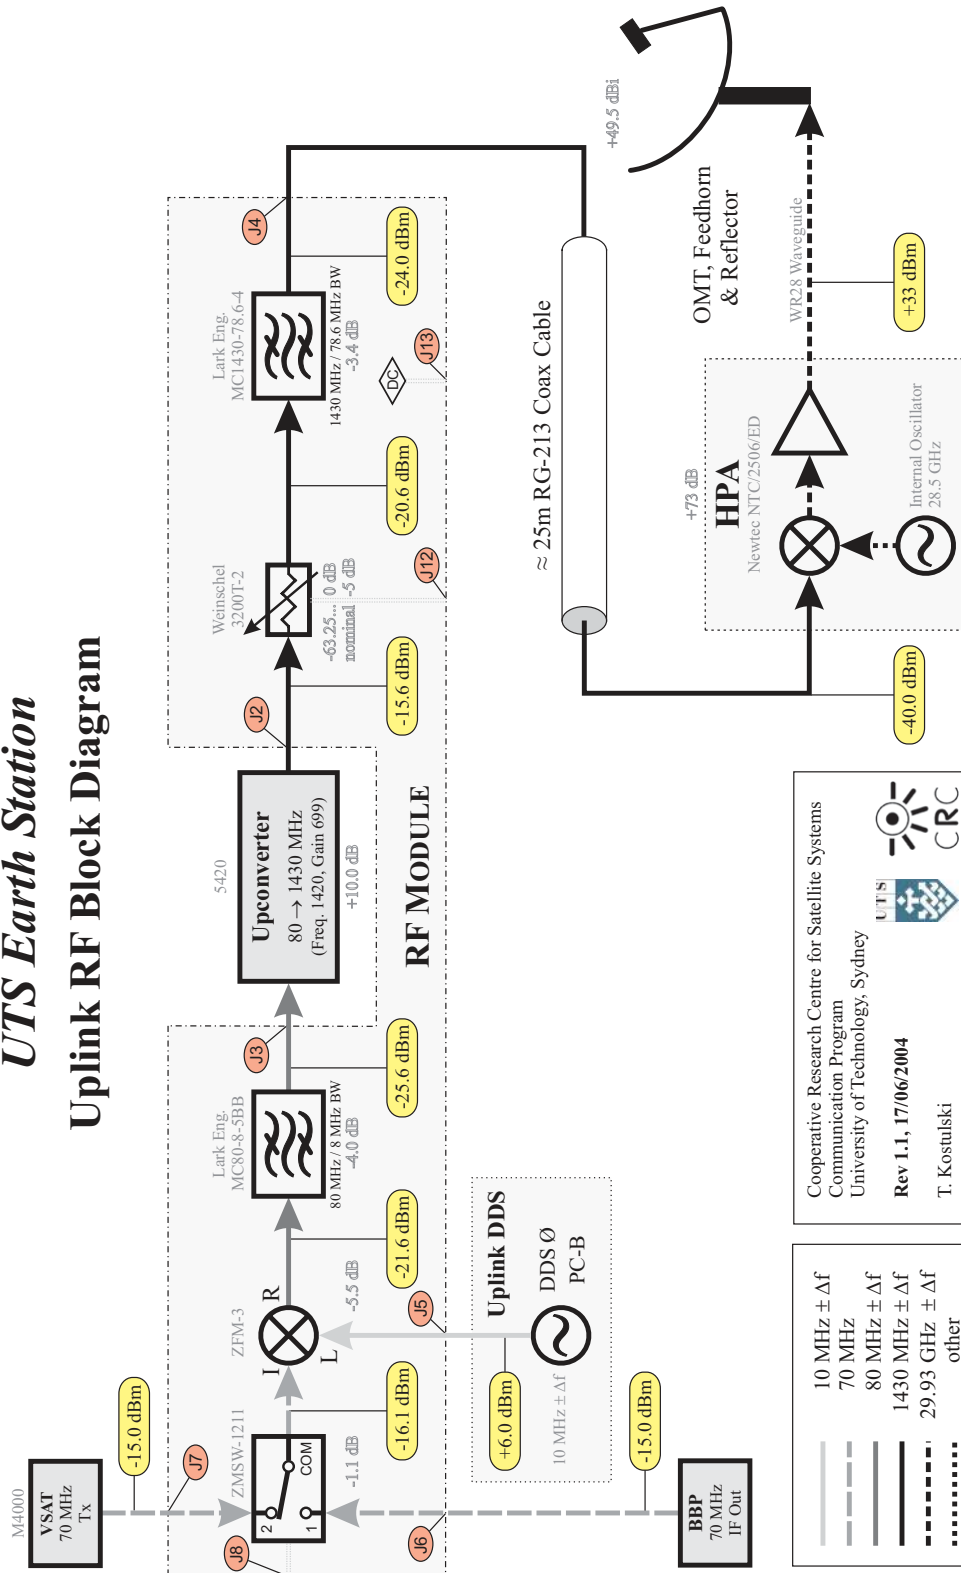 UTS Earth Station
Uplink RF Block Diagram
M4000
VSAT
70 MHz
Tx
-15.0 dBm
J7
J8
ZMSW-1211
2
1
COM
-1.1 dB
-16.1 dBm
J6
-15.0 dBm
BBP
70 MHz
IF Out
ZFM-3
I
R
L
-5.5 dB
-21.6 dBm
J5
+6.0 dBm
Uplink DDS
DDS Ø
PC-B
10 MHz ± Δf
Lark Eng.
MC80-8-5BB
80 MHz / 8 MHz BW
-4.0 dB
-25.6 dBm
J3
5420
Upconverter
80 → 1430 MHz
(Freq. 1420, Gain 699)
+10.0 dB
RF MODULE
J2
-15.6 dBm
Weinschel
3200T-2
-63.25... 0 dB
nominal -5 dB
J12
-20.6 dBm
Lark Eng.
MC1430-78.6-4
1430 MHz / 78.6 MHz BW
-3.4 dB
DC
J13
J4
-24.0 dBm
≈ 25m RG-213 Coax Cable
-40.0 dBm
+73 dB
HPA
Newtec NTC/2506/ED
Internal Oscillator
28.5 GHz
+33 dBm
WR28 Waveguide
OMT, Feedhorn
& Reflector
+49.5 dBi
10 MHz ± Δf
70 MHz
80 MHz ± Δf
1430 MHz ± Δf
29.93 GHz ± Δf
other
Cooperative Research Centre for Satellite Systems
Communication Program
University of Technology, Sydney
Rev 1.1, 17/06/2004
T. Kostulski
UTS
CRC